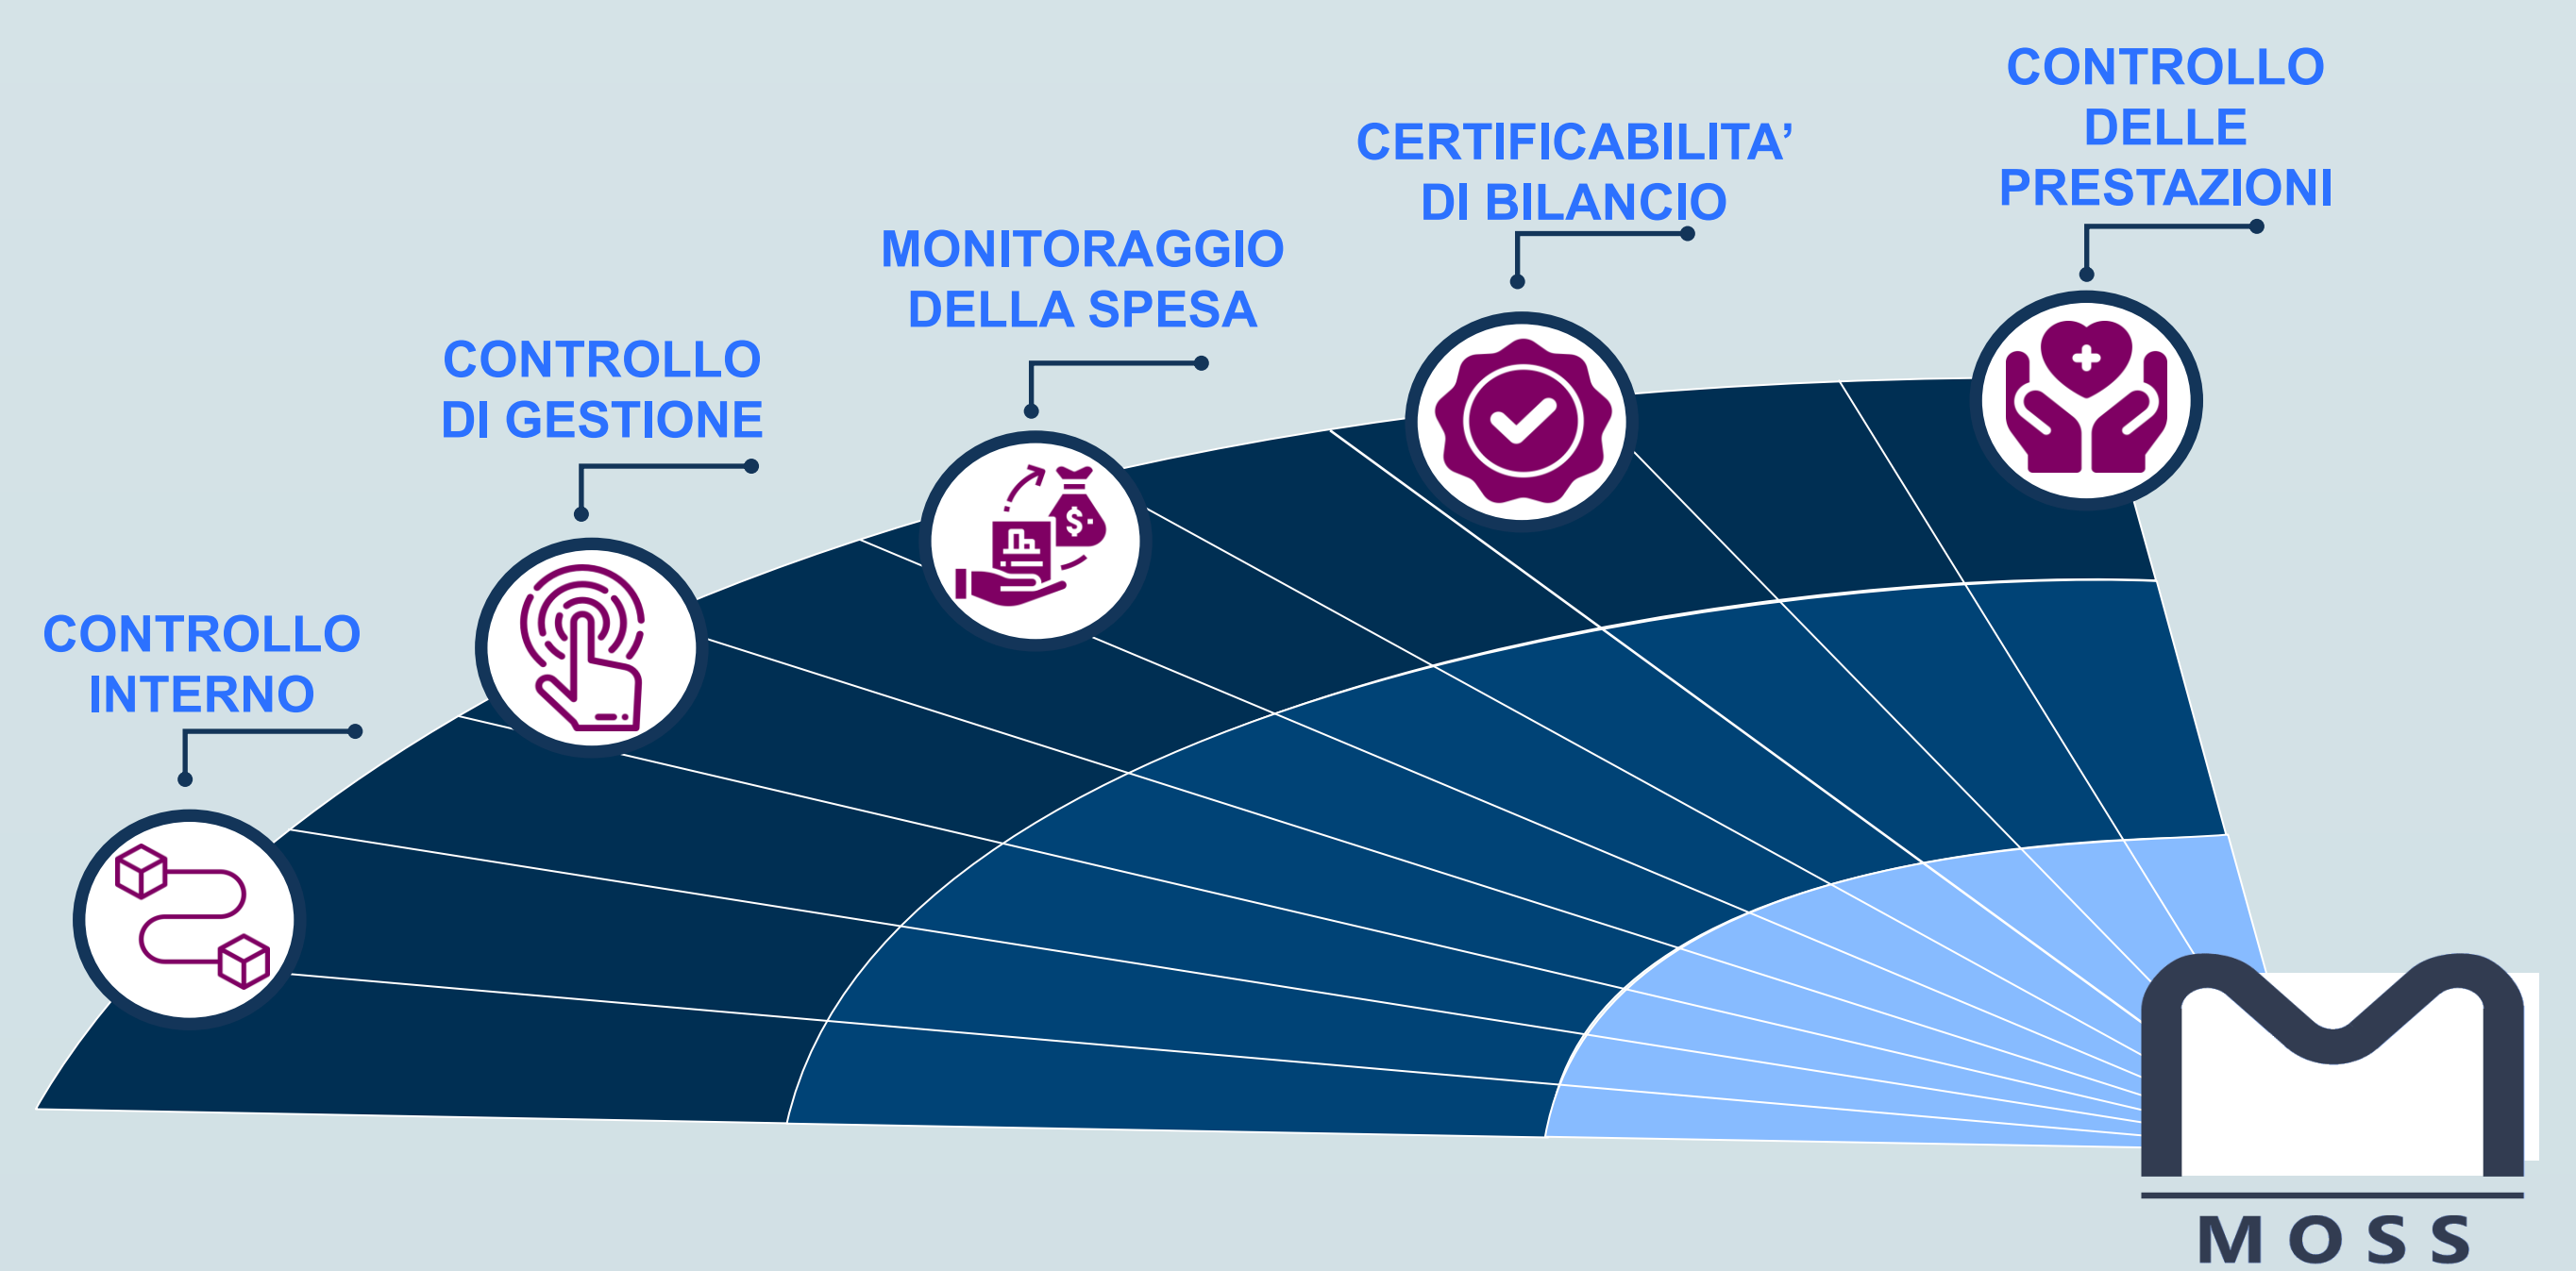 CONTROLLO
INTERNO
CONTROLLO
DI GESTIONE
MONITORAGGIO
DELLA SPESA
CERTIFICABILITA’
DI BILANCIO
CONTROLLO
DELLE
PRESTAZIONI
$
MOSS